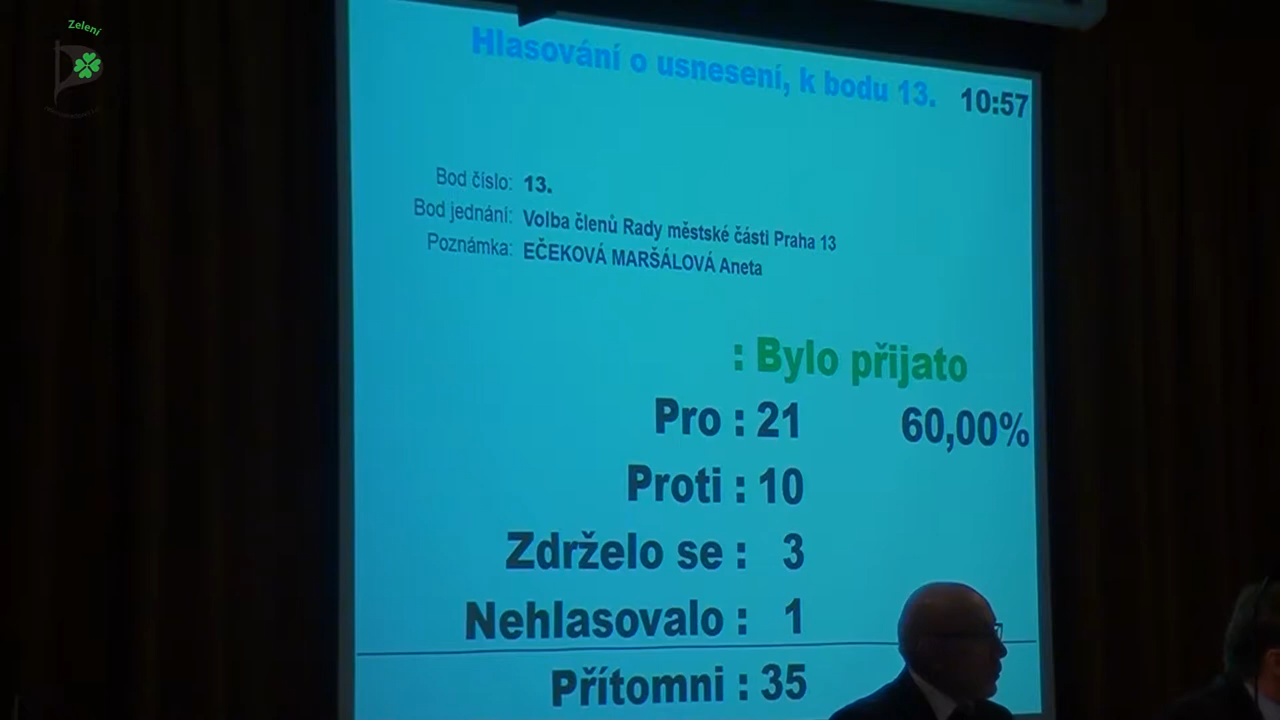 Zelení
Hlasování o usnesení, k bodu 13. 10:57
Bod číslo: 13.
Bod jednání: Volba členů Rady městské části Praha 13
Poznámka: EČEKOVÁ MARŠÁLOVÁ Aneta
: Bylo přijato
Pro : 21 60,00%
Proti : 10
Zdrželo se : 3
Nehlasovalo : 1
Přítomni : 35